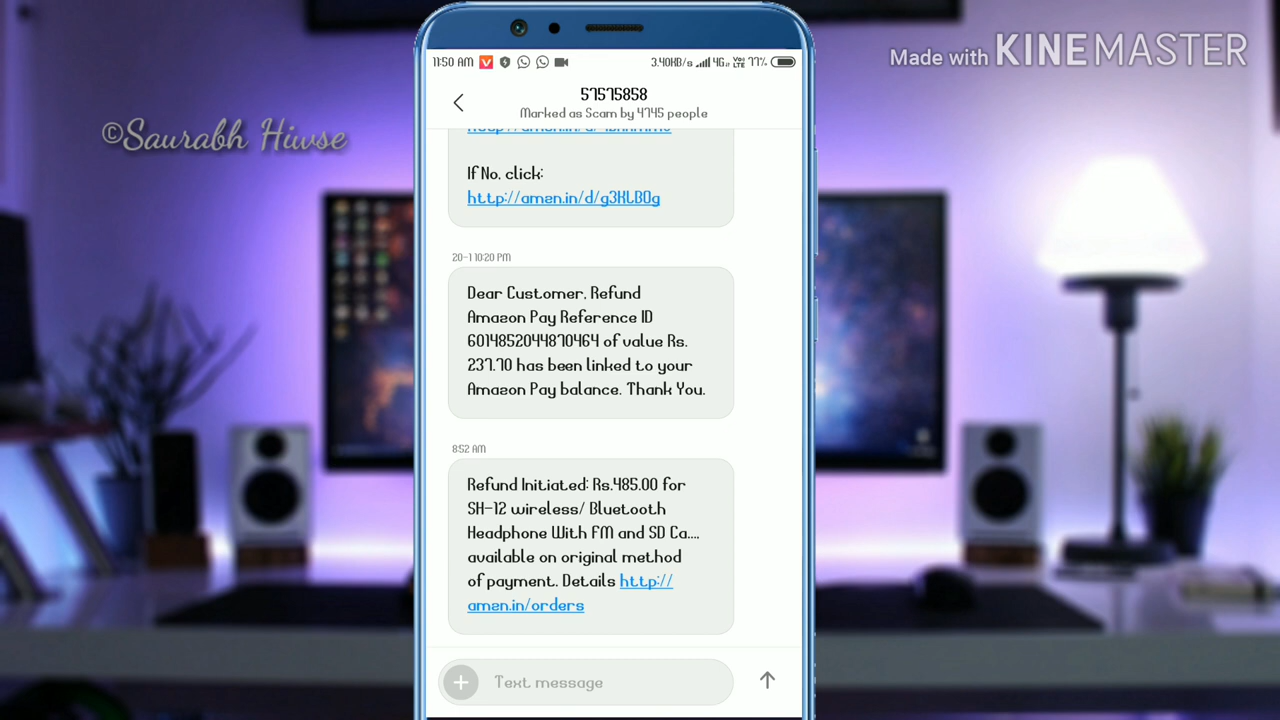 Made with KINEMASTER
©Saurabh Hiwse
11:50 AM
3.40KB/s 4G VoLTE 77%
57575858
Marked as Scam by 4745 people
If No, click:
http://amzn.in/d/g3KLB0g
20-1 10:20 PM
Dear Customer, Refund
Amazon Pay Reference ID
6014852044870464 of value Rs.
237.70 has been linked to your
Amazon Pay balance. Thank You.
8:52 AM
Refund Initiated: Rs.485.00 for
SH-12 wireless/ Bluetooth
Headphone With FM and SD Ca....
available on original method
of payment. Details http://
amzn.in/orders
Text message